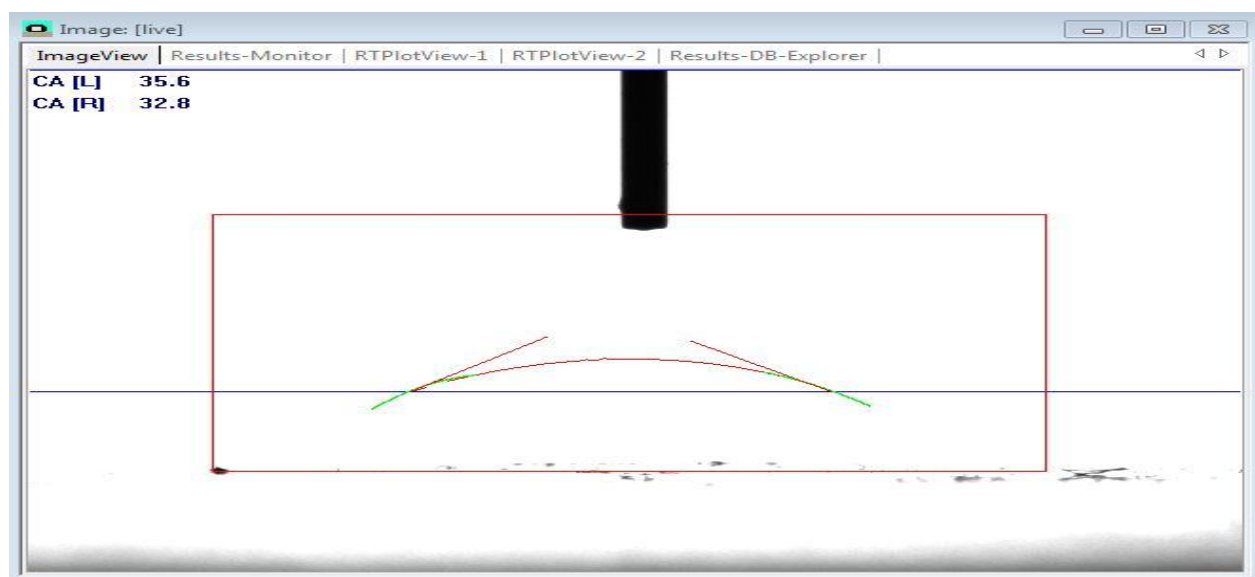 Image: [live]
ImageView | Results-Monitor | RTPlotView-1 | RTPlotView-2 | Results-DB-Explorer |
CA [L] 35.6
CA [R] 32.8